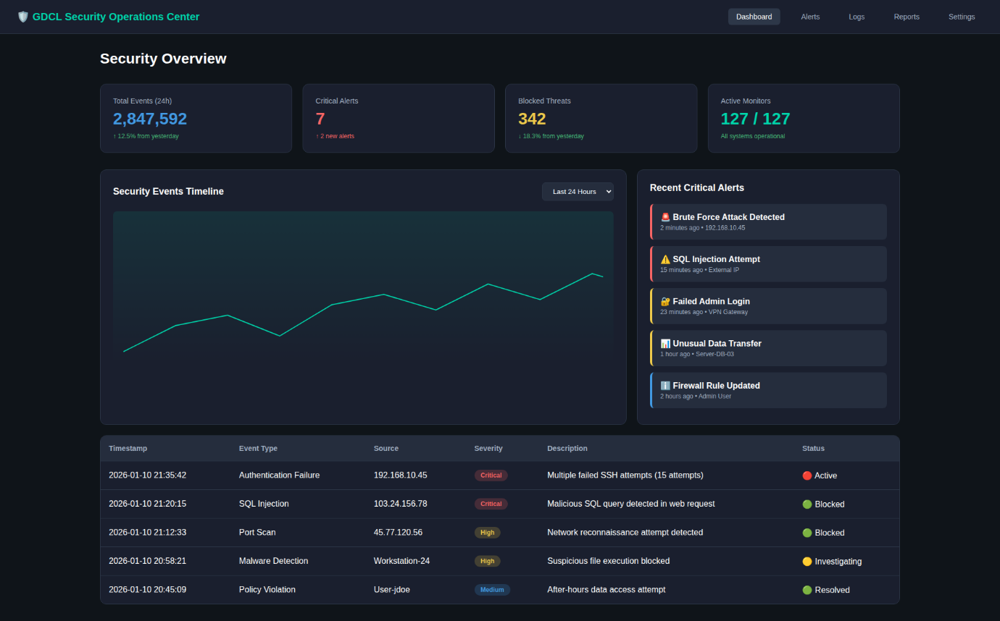 🛡️ GDCL Security Operations Center
Dashboard
Alerts
Logs
Reports
Settings
Security Overview
Total Events (24h)
2,847,592
↑ 12.5% from yesterday
Critical Alerts
7
↑ 2 new alerts
Blocked Threats
342
↓ 18.3% from yesterday
Active Monitors
127 / 127
All systems operational
Security Events Timeline
Last 24 Hours
Recent Critical Alerts
🚨 Brute Force Attack Detected
2 minutes ago • 192.168.10.45
⚠️ SQL Injection Attempt
15 minutes ago • External IP
🔐 Failed Admin Login
23 minutes ago • VPN Gateway
📊 Unusual Data Transfer
1 hour ago • Server-DB-03
ℹ️ Firewall Rule Updated
2 hours ago • Admin User
Timestamp Event Type Source Severity Description Status
2026-01-10 21:35:42 Authentication Failure 192.168.10.45 Critical Multiple failed SSH attempts (15 attempts) 🔴 Active
2026-01-10 21:20:15 SQL Injection 103.24.156.78 Critical Malicious SQL query detected in web request 🟢 Blocked
2026-01-10 21:12:33 Port Scan 45.77.120.56 High Network reconnaissance attempt detected 🟢 Blocked
2026-01-10 20:58:21 Malware Detection Workstation-24 High Suspicious file execution blocked 🟡 Investigating
2026-01-10 20:45:09 Policy Violation User-jdoe Medium After-hours data access attempt 🟢 Resolved